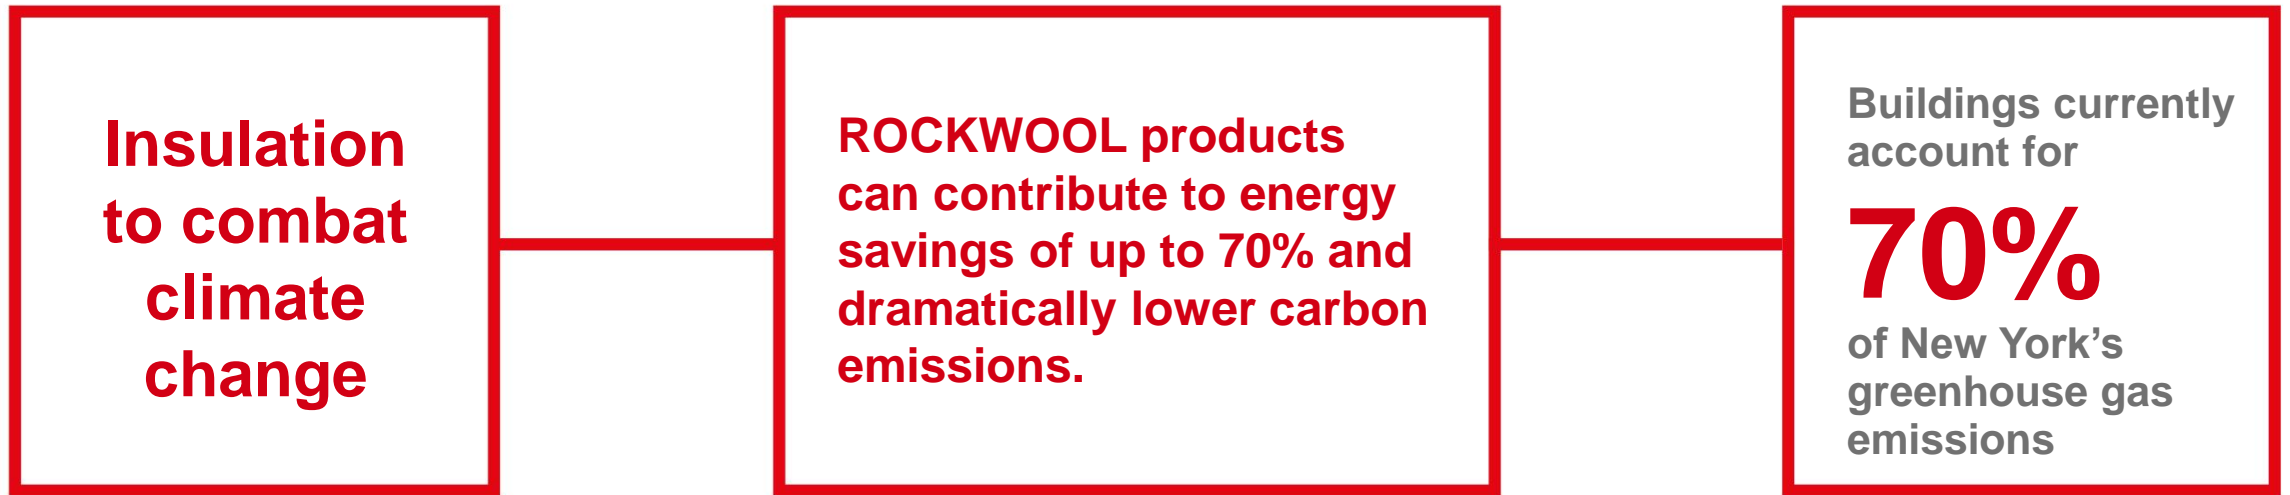 Insulation
to combat
climate
change
ROCKWOOL products
can contribute to energy
savings of up to 70% and
dramatically lower carbon
emissions.
Buildings currently
account for
70%
of New York’s
greenhouse gas
emissions